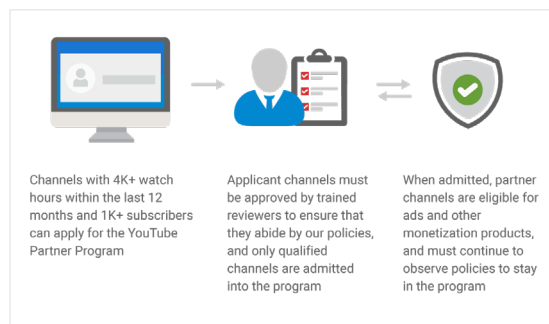 Channels with 4K+ watch
hours within the last 12
months and 1K+ subscribers
can apply for the YouTube
Partner Program
Applicant channels must
be approved by trained
reviewers to ensure that
they abide by our policies,
and only qualified
channels are admitted
into the program
When admitted, partner
channels are eligible for
ads and other
monetization products,
and must continue to
observe policies to stay
in the program